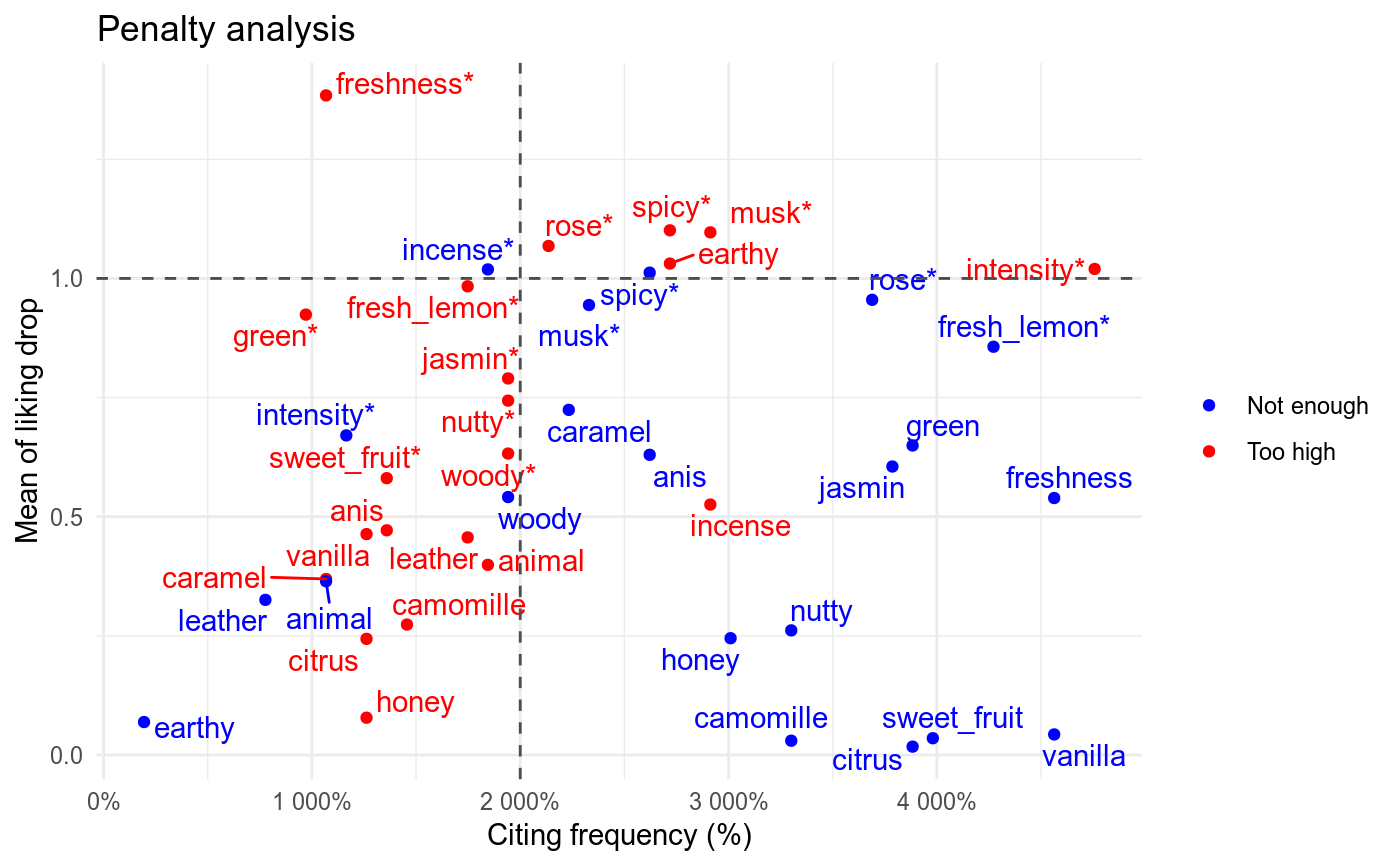 Penalty analysis
freshness*
spicy*
musk*
rose*
incense*
earthy
intensity*
rose*
1.0
fresh_lemon*
spicy*
green*
musk*
fresh_lemon*
jasmin*
intensity*
nutty*
caramel
green
sweet_fruit*
woody*
anis
jasmin
freshness
Not enough
Too high
Mean of liking drop
anis
woody
incense
0.5
vanilla
leather
animal
caramel
leather
animal
camomille
nutty
citrus
honey
honey
earthy
camomille
sweet_fruit
citrus
vanilla
0.0
0%
1 000%
2 000%
3 000%
4 000%
Citing frequency (%)